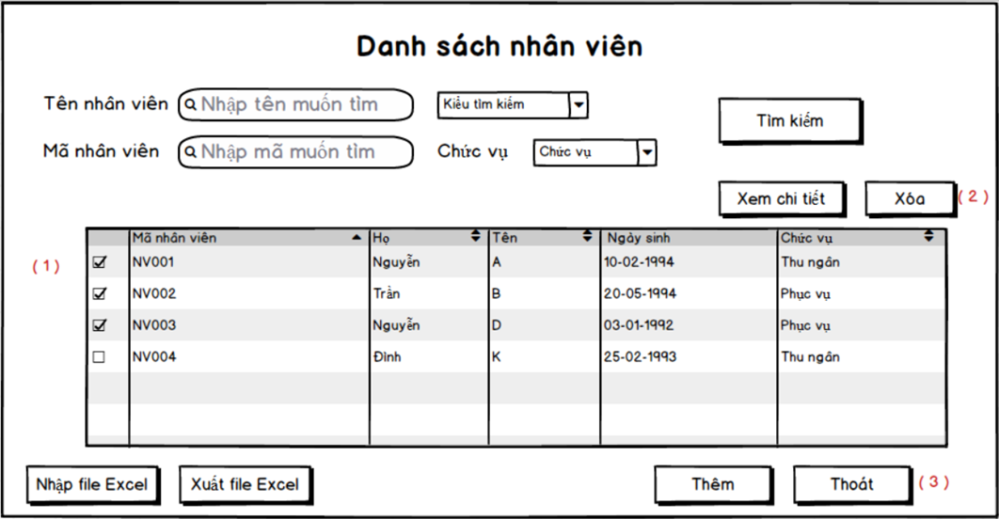 Danh sách nhân viên
Tên nhân viên Nhập tên muốn tìm Kiểu tìm kiếm Tìm kiếm
Mã nhân viên Nhập mã muốn tìm Chức vụ Chức vụ
Xem chi tiết Xóa ( 2 )
Mã nhân viên Họ Tên Ngày sinh Chức vụ
( 1 ) NV001 Nguyễn A 10-02-1994 Thu ngân
NV002 Trần B 20-05-1994 Phục vụ
NV003 Nguyễn D 03-01-1992 Phục vụ
NV004 Đình K 25-02-1993 Thu ngân
Nhập file Excel Xuất file Excel Thêm Thoát ( 3 )